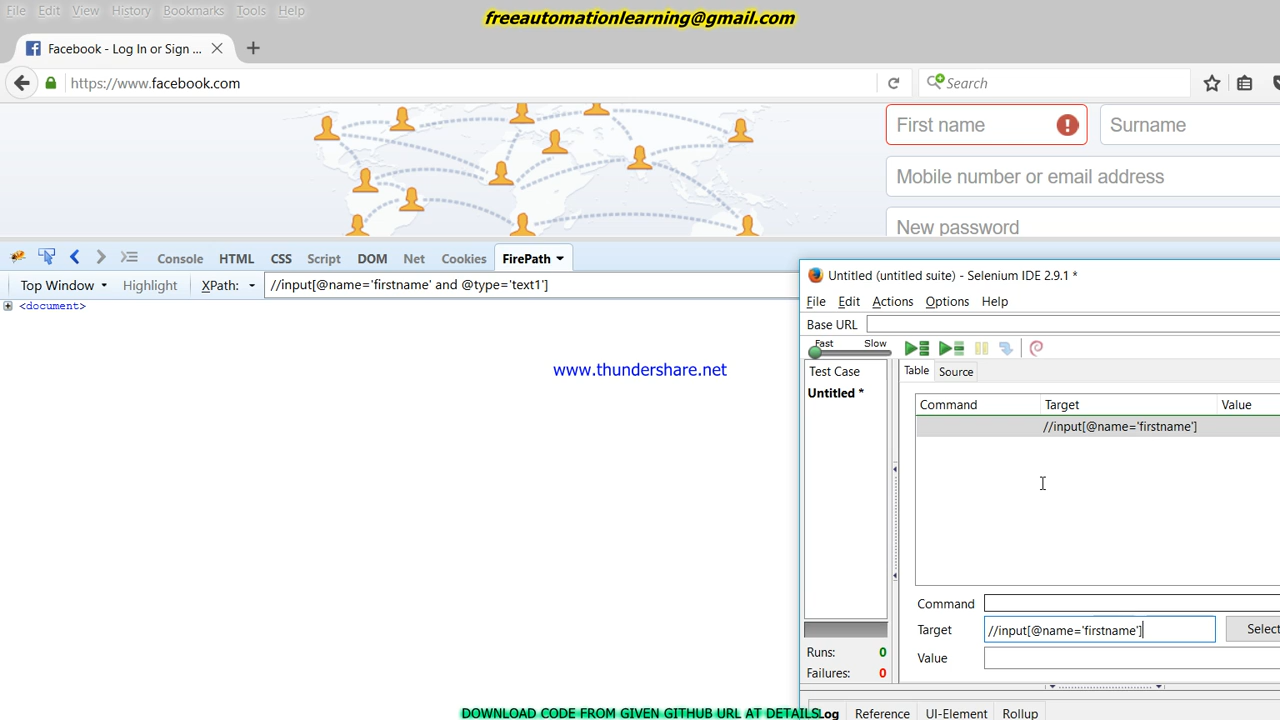 File Edit View History Bookmarks Tools Help
freeautomationlearning@gmail.com
Facebook - Log In or Sign ...
https://www.facebook.com
Search
First name
Surname
Mobile number or email address
New password
Console HTML CSS Script DOM Net Cookies FirePath
Top Window Highlight XPath: //input[@name='firstname' and @type='text1']
<document>
www.thundershare.net
Untitled (untitled suite) - Selenium IDE 2.9.1 *
File Edit Actions Options Help
Base URL
Fast Slow
Test Case
Untitled *
Table Source
Command Target Value
//input[@name='firstname']
Command
Target //input[@name='firstname'] Select
Value
Runs: 0
Failures: 0
Log Reference UI-Element Rollup
DOWNLOAD CODE FROM GIVEN GITHUB URL AT DETAILS